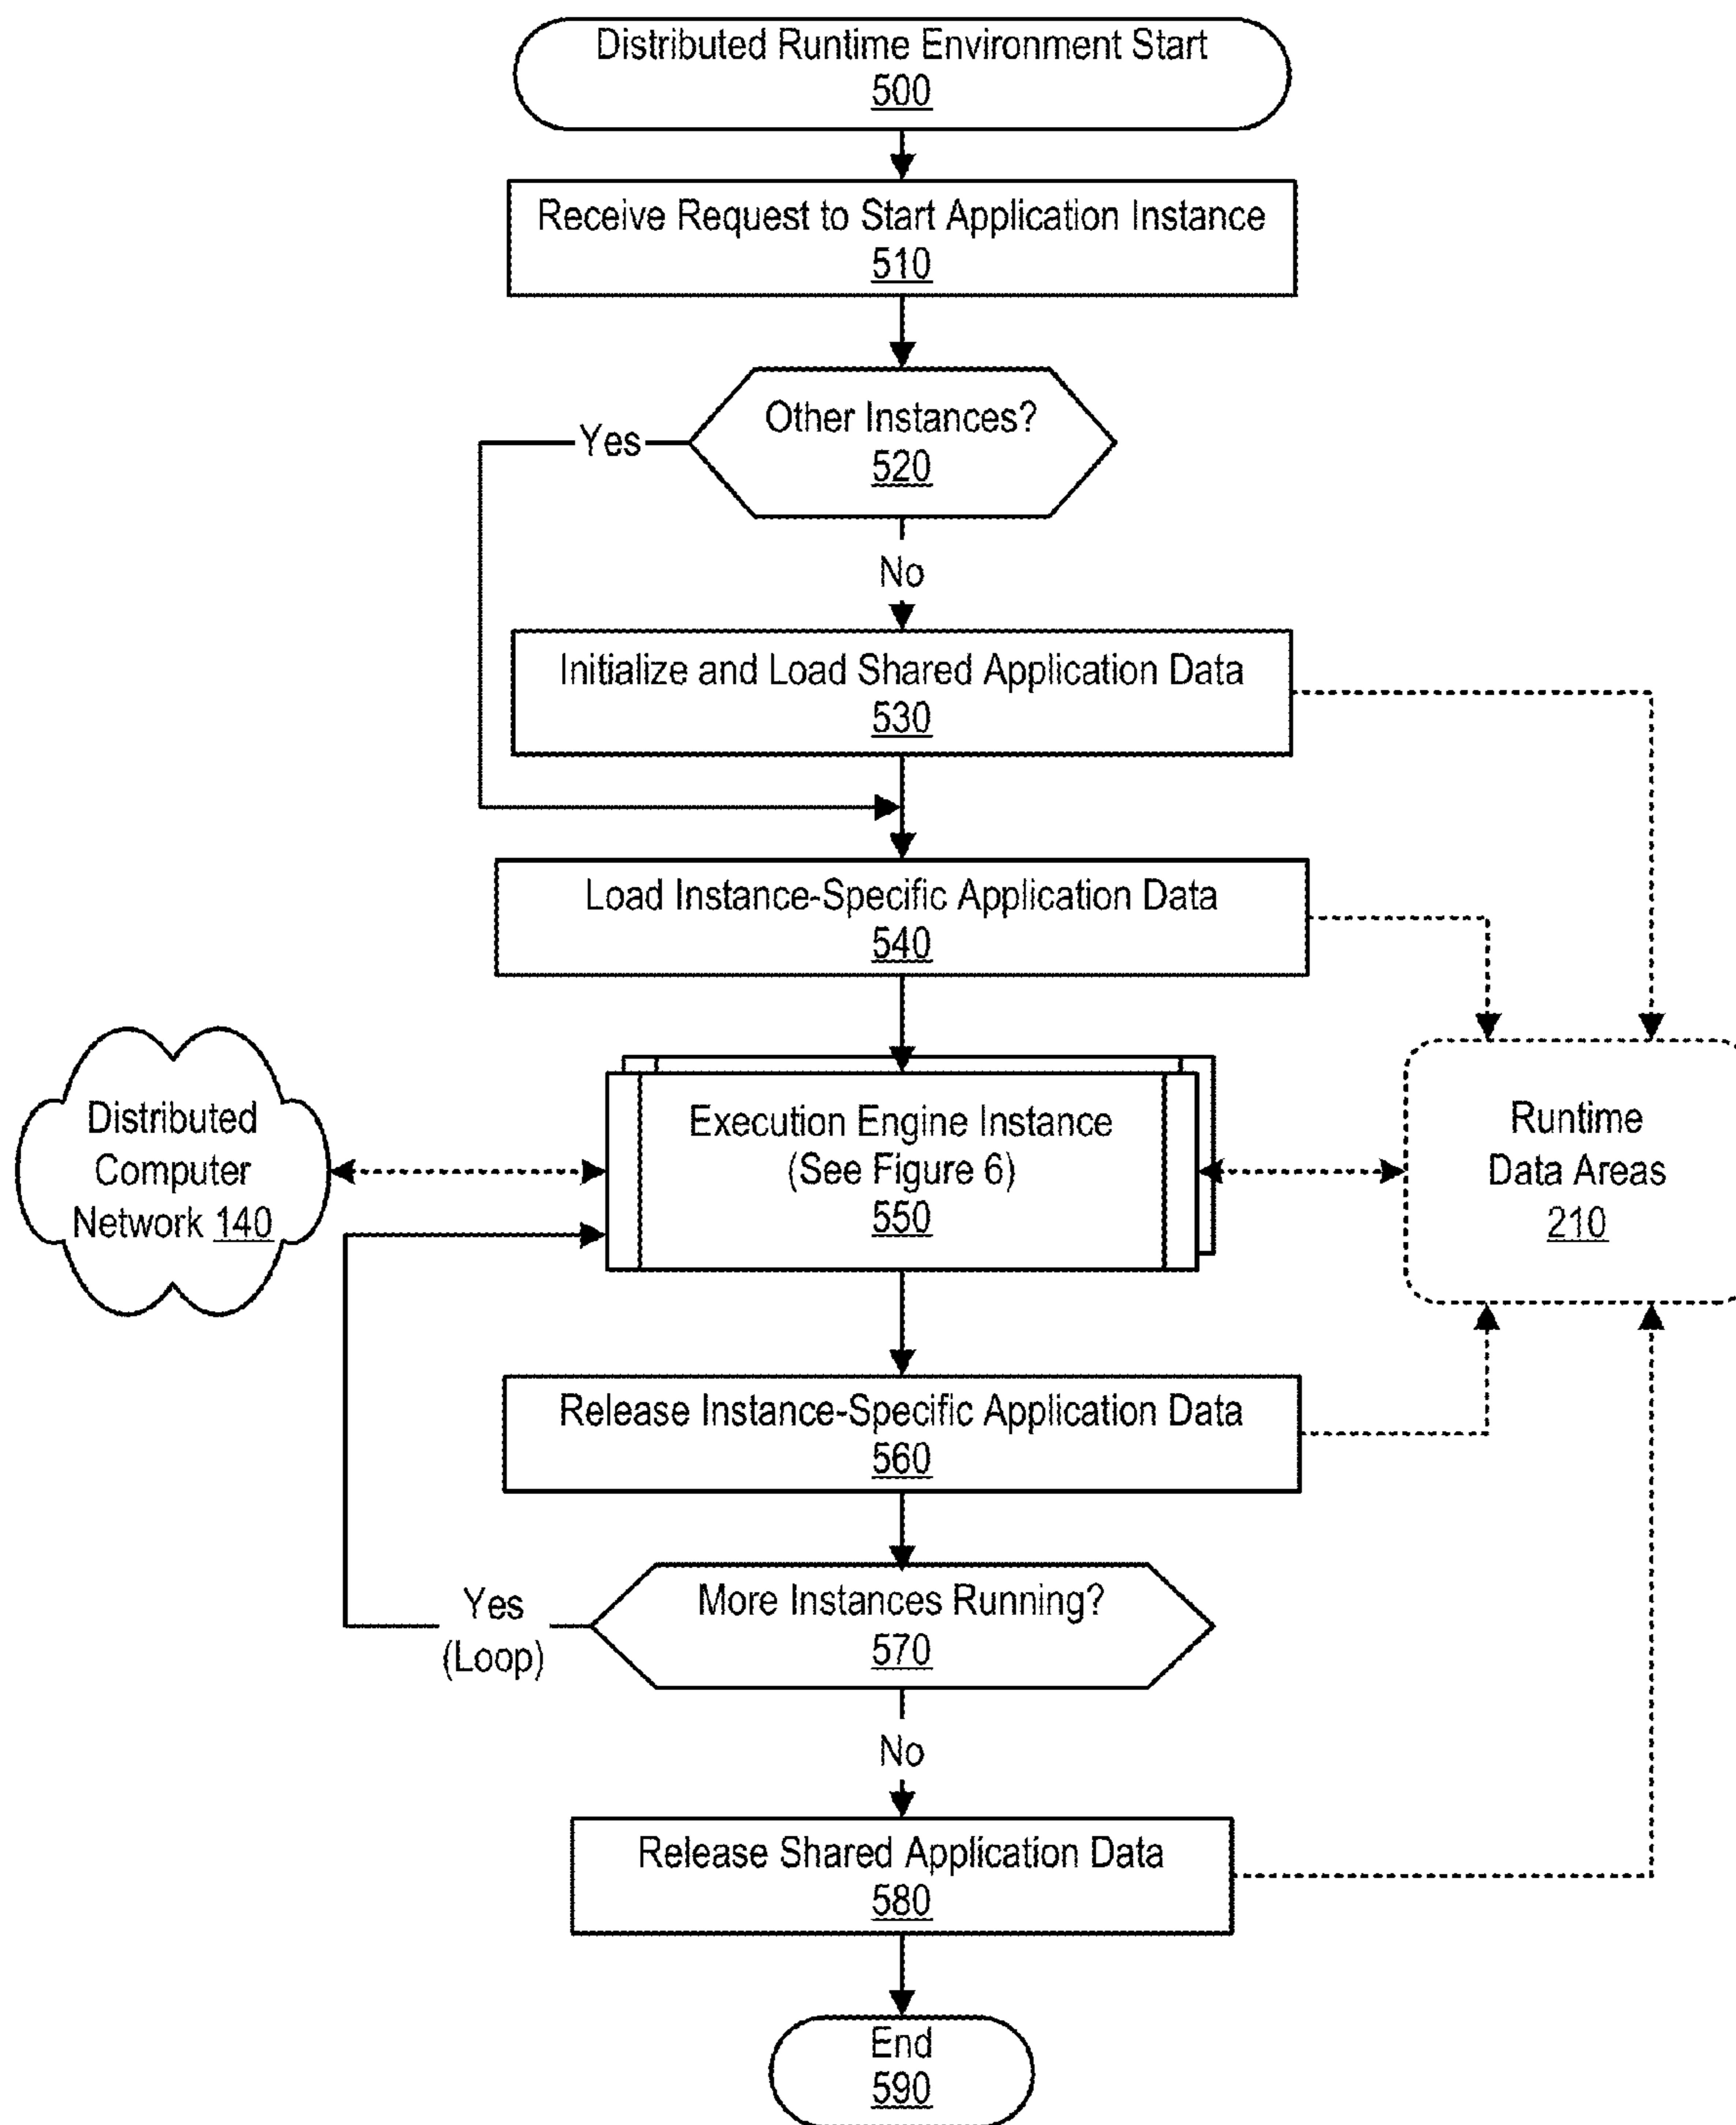 Distributed Runtime Environment Start
500
Receive Request to Start Application Instance
510
Other Instances?
520
Yes
No
Initialize and Load Shared Application Data
530
Load Instance-Specific Application Data
540
Distributed
Computer
Network 140
Execution Engine Instance
(See Figure 6)
550
Runtime
Data Areas
210
Release Instance-Specific Application Data
560
More Instances Running?
570
Yes
(Loop)
No
Release Shared Application Data
580
End
590